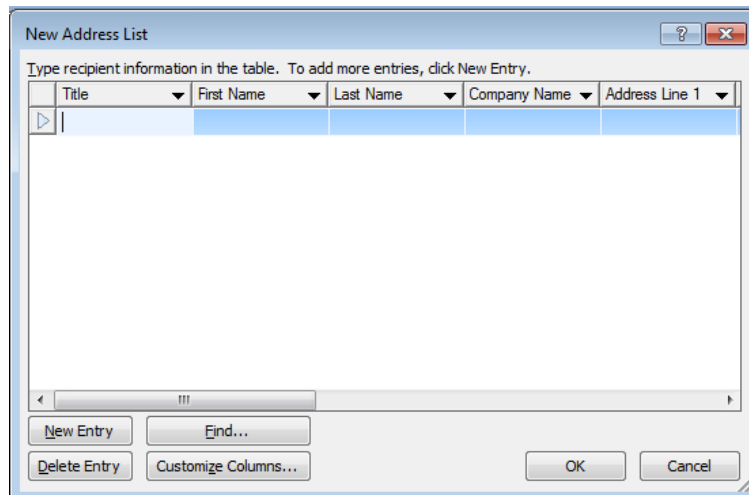 New Address List
Type recipient information in the table. To add more entries, click New Entry.
Title First Name Last Name Company Name Address Line 1
New Entry Find...
Delete Entry Customize Columns... OK Cancel